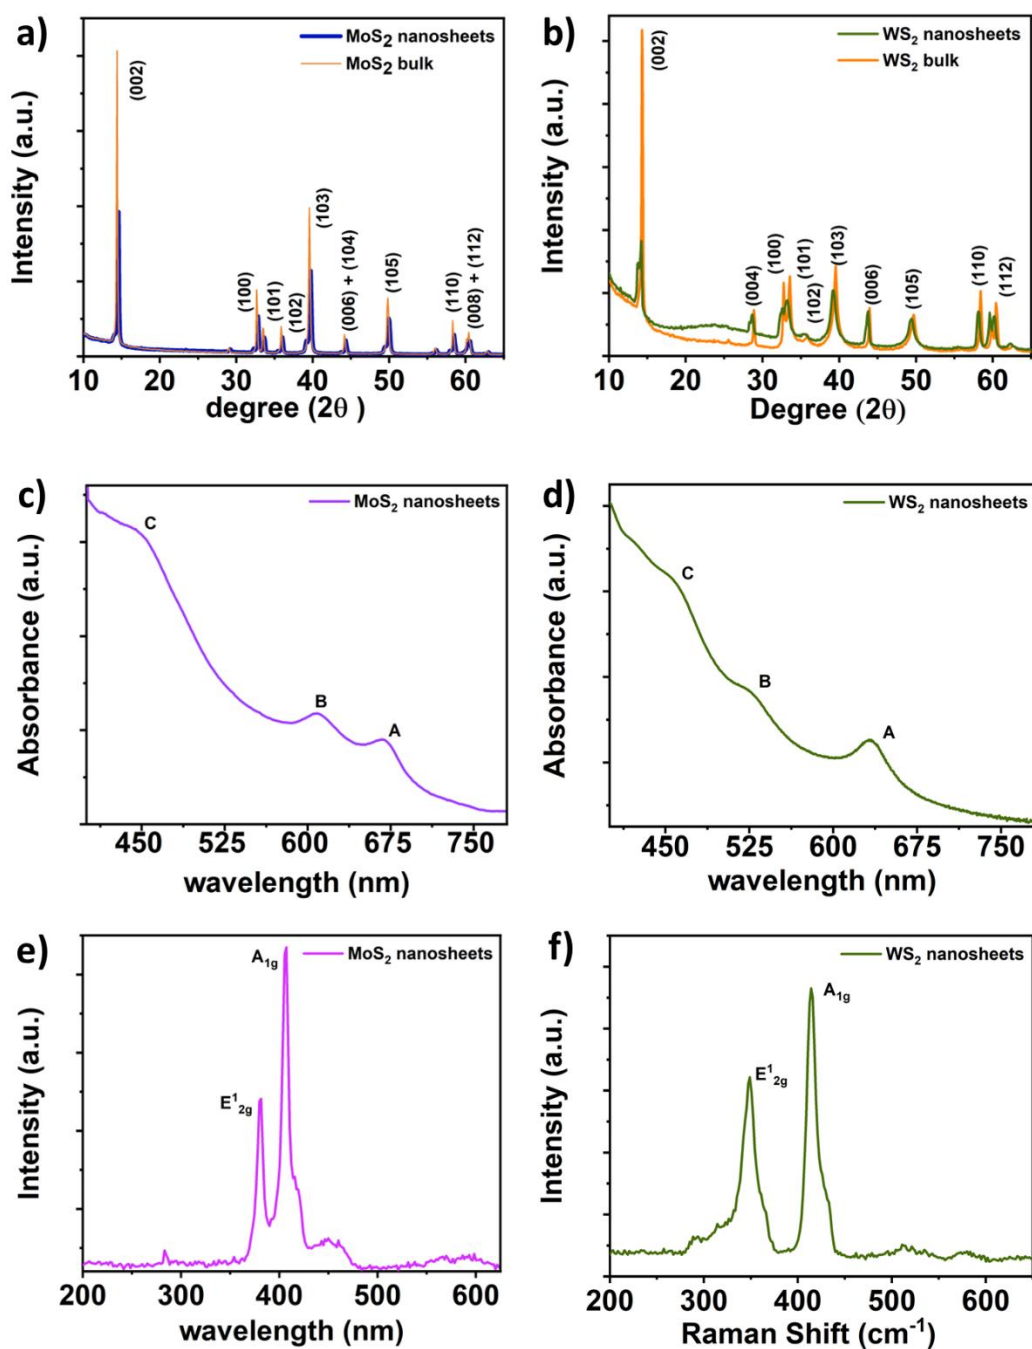 a)
MoS₂ nanosheets
MoS₂ bulk
(002)
(100)
(101)
(102)
(103)
(006) + (104)
(105)
(110)
(008) + (112)
Intensity (a.u.)
10 20 30 40 50 60
degree (2θ )
b)
WS₂ nanosheets
WS₂ bulk
(002)
(004)
(100)
(101)
(102)
(103)
(006)
(105)
(110)
(112)
Intensity (a.u.)
10 20 30 40 50 60
Degree (2θ)
c)
MoS₂ nanosheets
C
B
A
Absorbance (a.u.)
450 525 600 675 750
wavelength (nm)
d)
WS₂ nanosheets
C
B
A
Absorbance (a.u.)
450 525 600 675 750
wavelength (nm)
e)
MoS₂ nanosheets
A₁g
E¹₂g
Intensity (a.u.)
200 300 400 500 600
wavelength (nm)
f)
WS₂ nanosheets
A₁g
E¹₂g
Intensity (a.u.)
200 300 400 500 600
Raman Shift (cm⁻¹)